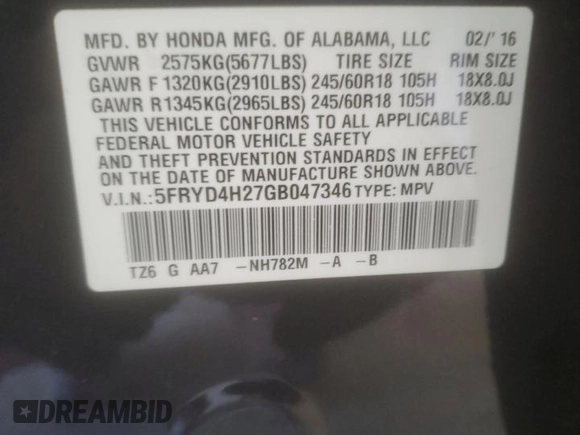 MFD. BY HONDA MFG. OF ALABAMA, LLC 02/'16
GVWR 2575KG(5677LBS) TIRE SIZE RIM SIZE
GAWR F 1320KG(2910LBS) 245/60R18 105H 18X8.0J
GAWR R 1345KG(2965LBS) 245/60R18 105H 18X8.0J
THIS VEHICLE CONFORMS TO ALL APPLICABLE
FEDERAL MOTOR VEHICLE SAFETY
AND THEFT PREVENTION STANDARDS IN EFFECT
ON THE DATE OF MANUFACTURE SHOWN ABOVE.
V.I.N.: 5FRYD4H27GB047346 TYPE: MPV
TZ6 G AA7 -NH782M -A -B
DREAMBID